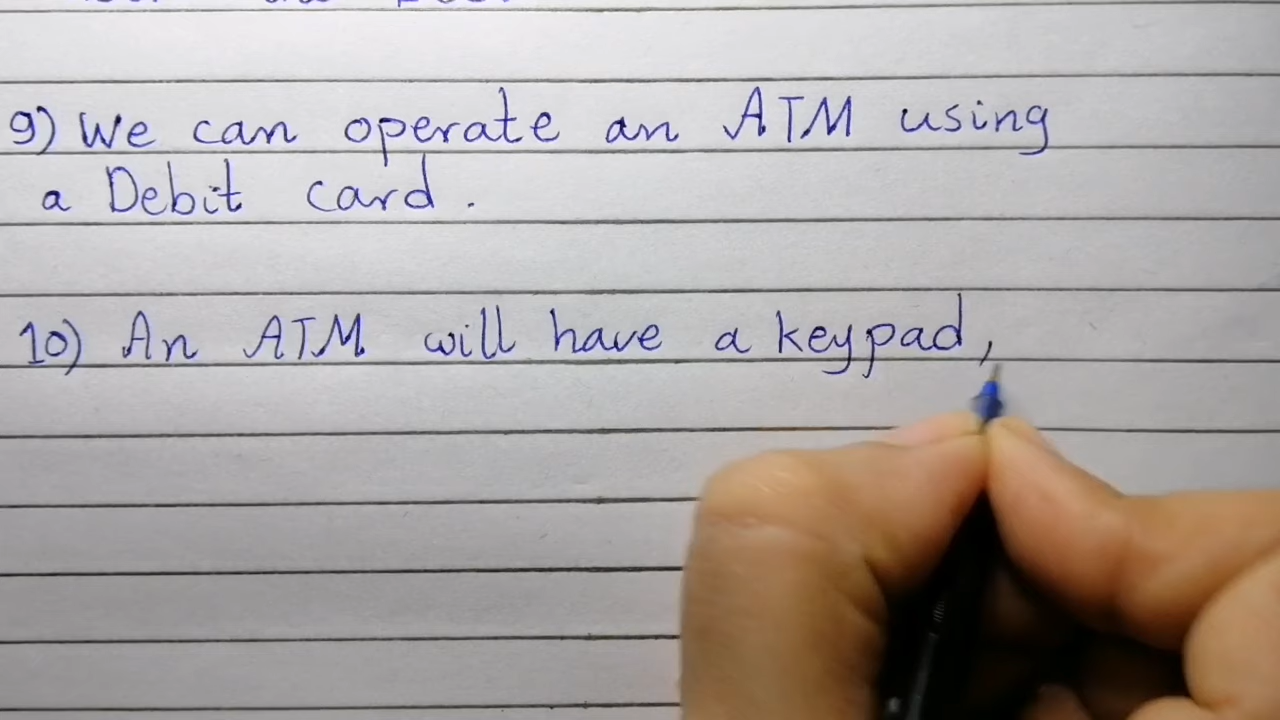 9) We can operate an ATM using
a Debit card.
10) An ATM will have a keypad,